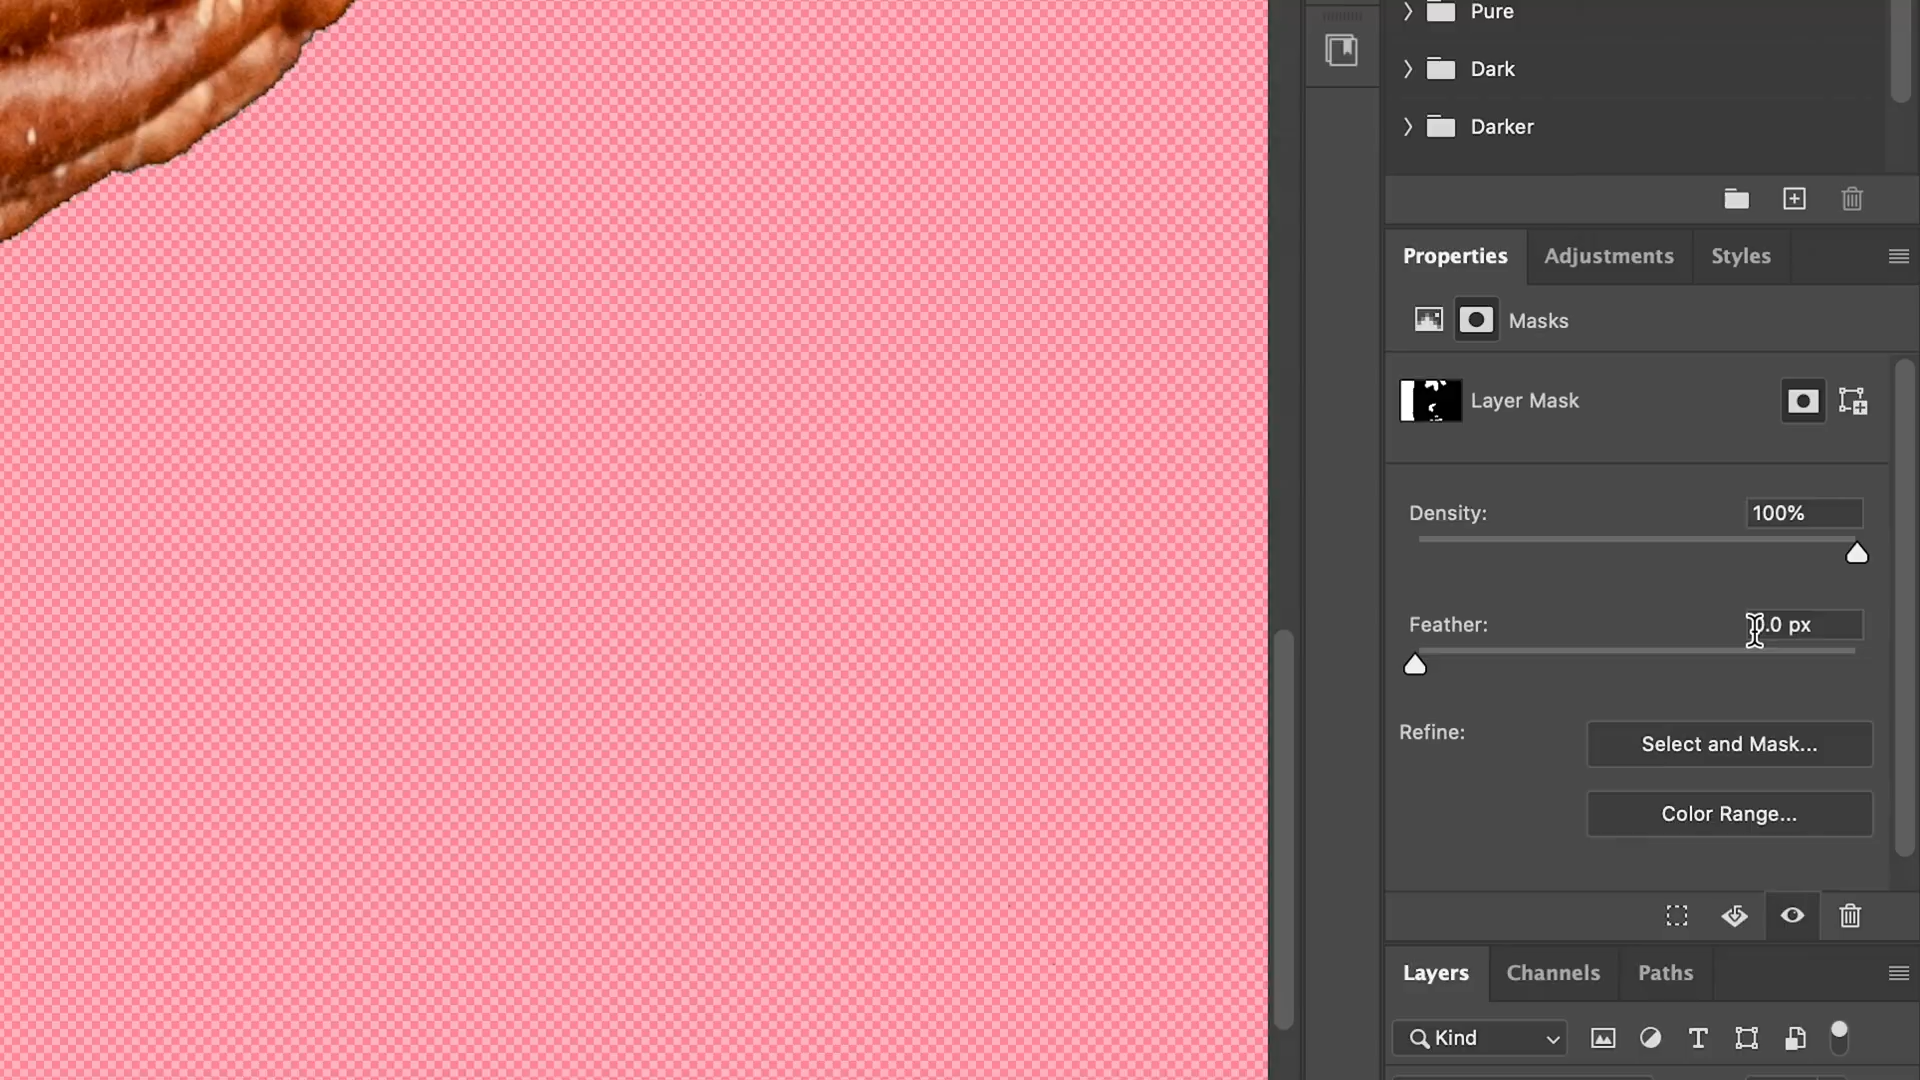 Pure
Dark
Darker
Properties
Adjustments
Styles
Masks
Layer Mask
Density:
100%
Feather:
0.0 px
Refine:
Select and Mask...
Color Range...
Layers
Channels
Paths
Kind